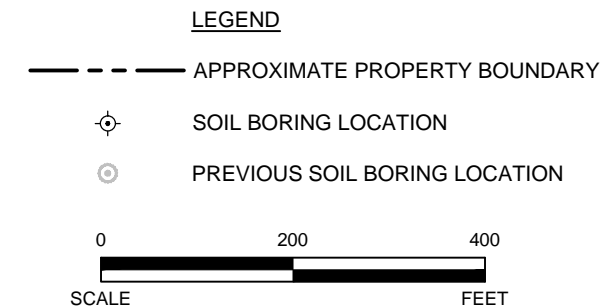 LEGEND
APPROXIMATE PROPERTY BOUNDARY
SOIL BORING LOCATION
PREVIOUS SOIL BORING LOCATION
0 200 400
SCALE FEET